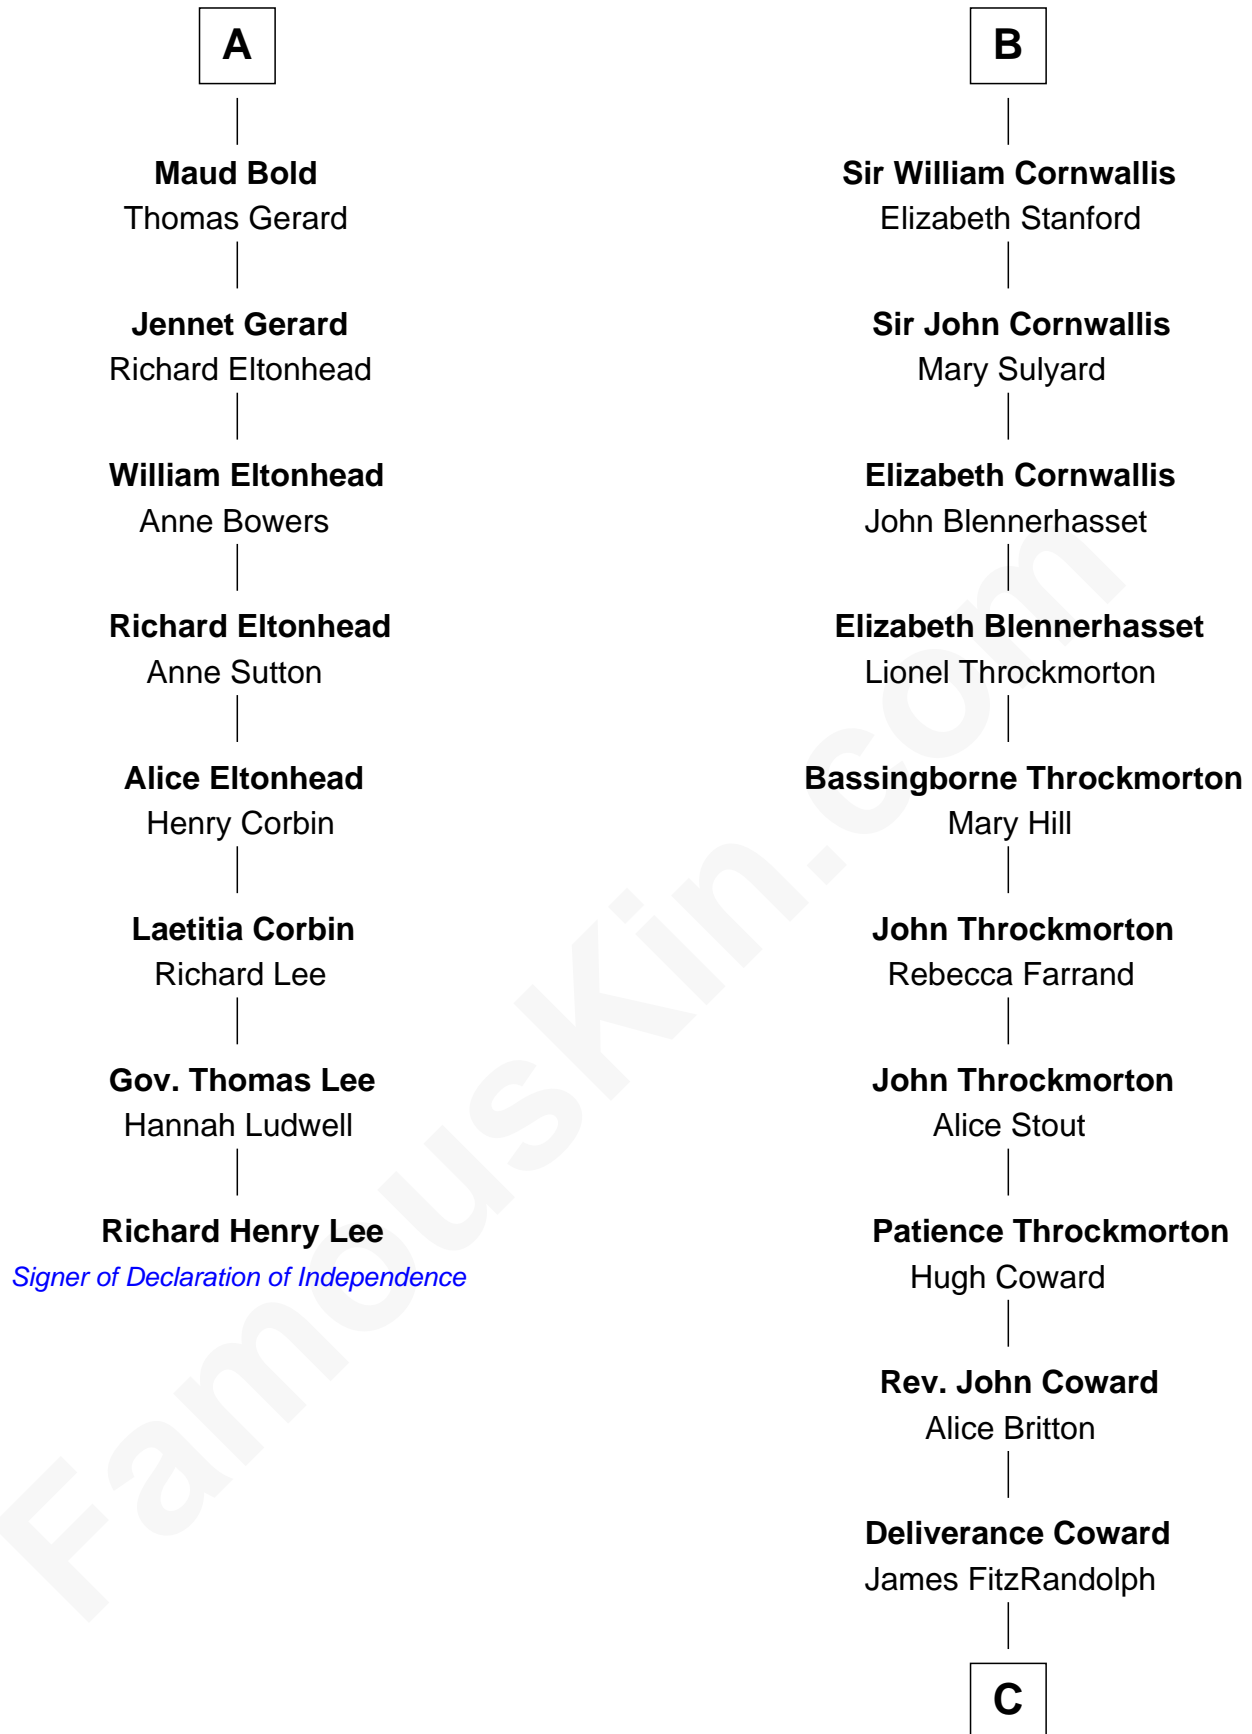 A
Maud Bold
Thomas Gerard
Jennet Gerard
Richard Eltonhead
William Eltonhead
Anne Bowers
Richard Eltonhead
Anne Sutton
Alice Eltonhead
Henry Corbin
Laetitia Corbin
Richard Lee
Gov. Thomas Lee
Hannah Ludwell
Richard Henry Lee
Signer of Declaration of Independence
B
Sir William Cornwallis
Elizabeth Stanford
Sir John Cornwallis
Mary Sulyard
Elizabeth Cornwallis
John Blennerhasset
Elizabeth Blennerhasset
Lionel Throckmorton
Bassingborne Throckmorton
Mary Hill
John Throckmorton
Rebecca Farrand
John Throckmorton
Alice Stout
Patience Throckmorton
Hugh Coward
Rev. John Coward
Alice Britton
Deliverance Coward
James FitzRandolph
C
FamousKin.com